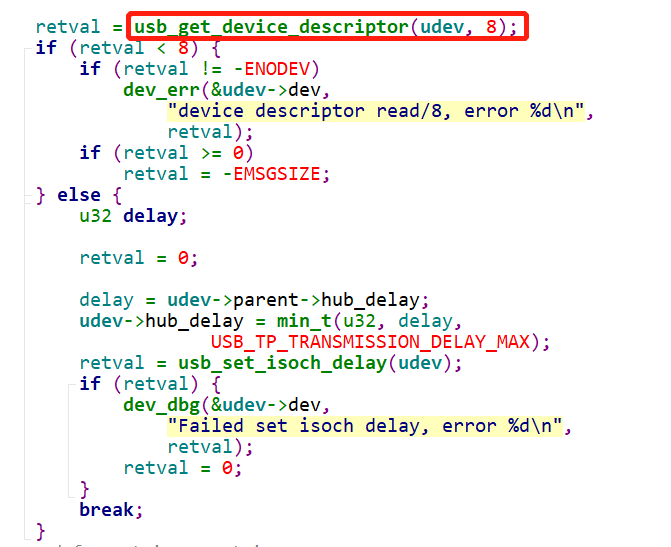 retval = usb_get_device_descriptor(udev, 8);
if (retval < 8) {
if (retval != -ENODEV)
dev_err(&udev->dev,
"device descriptor read/8, error %d\n",
retval);
if (retval >= 0)
retval = -EMSGSIZE;
} else {
u32 delay;
retval = 0;
delay = udev->parent->hub_delay;
udev->hub_delay = min_t(u32, delay,
USB_TP_TRANSMISSION_DELAY_MAX);
retval = usb_set_isoch_delay(udev);
if (retval) {
dev_dbg(&udev->dev,
"Failed set isoch delay, error %d\n",
retval);
retval = 0;
}
break;
}